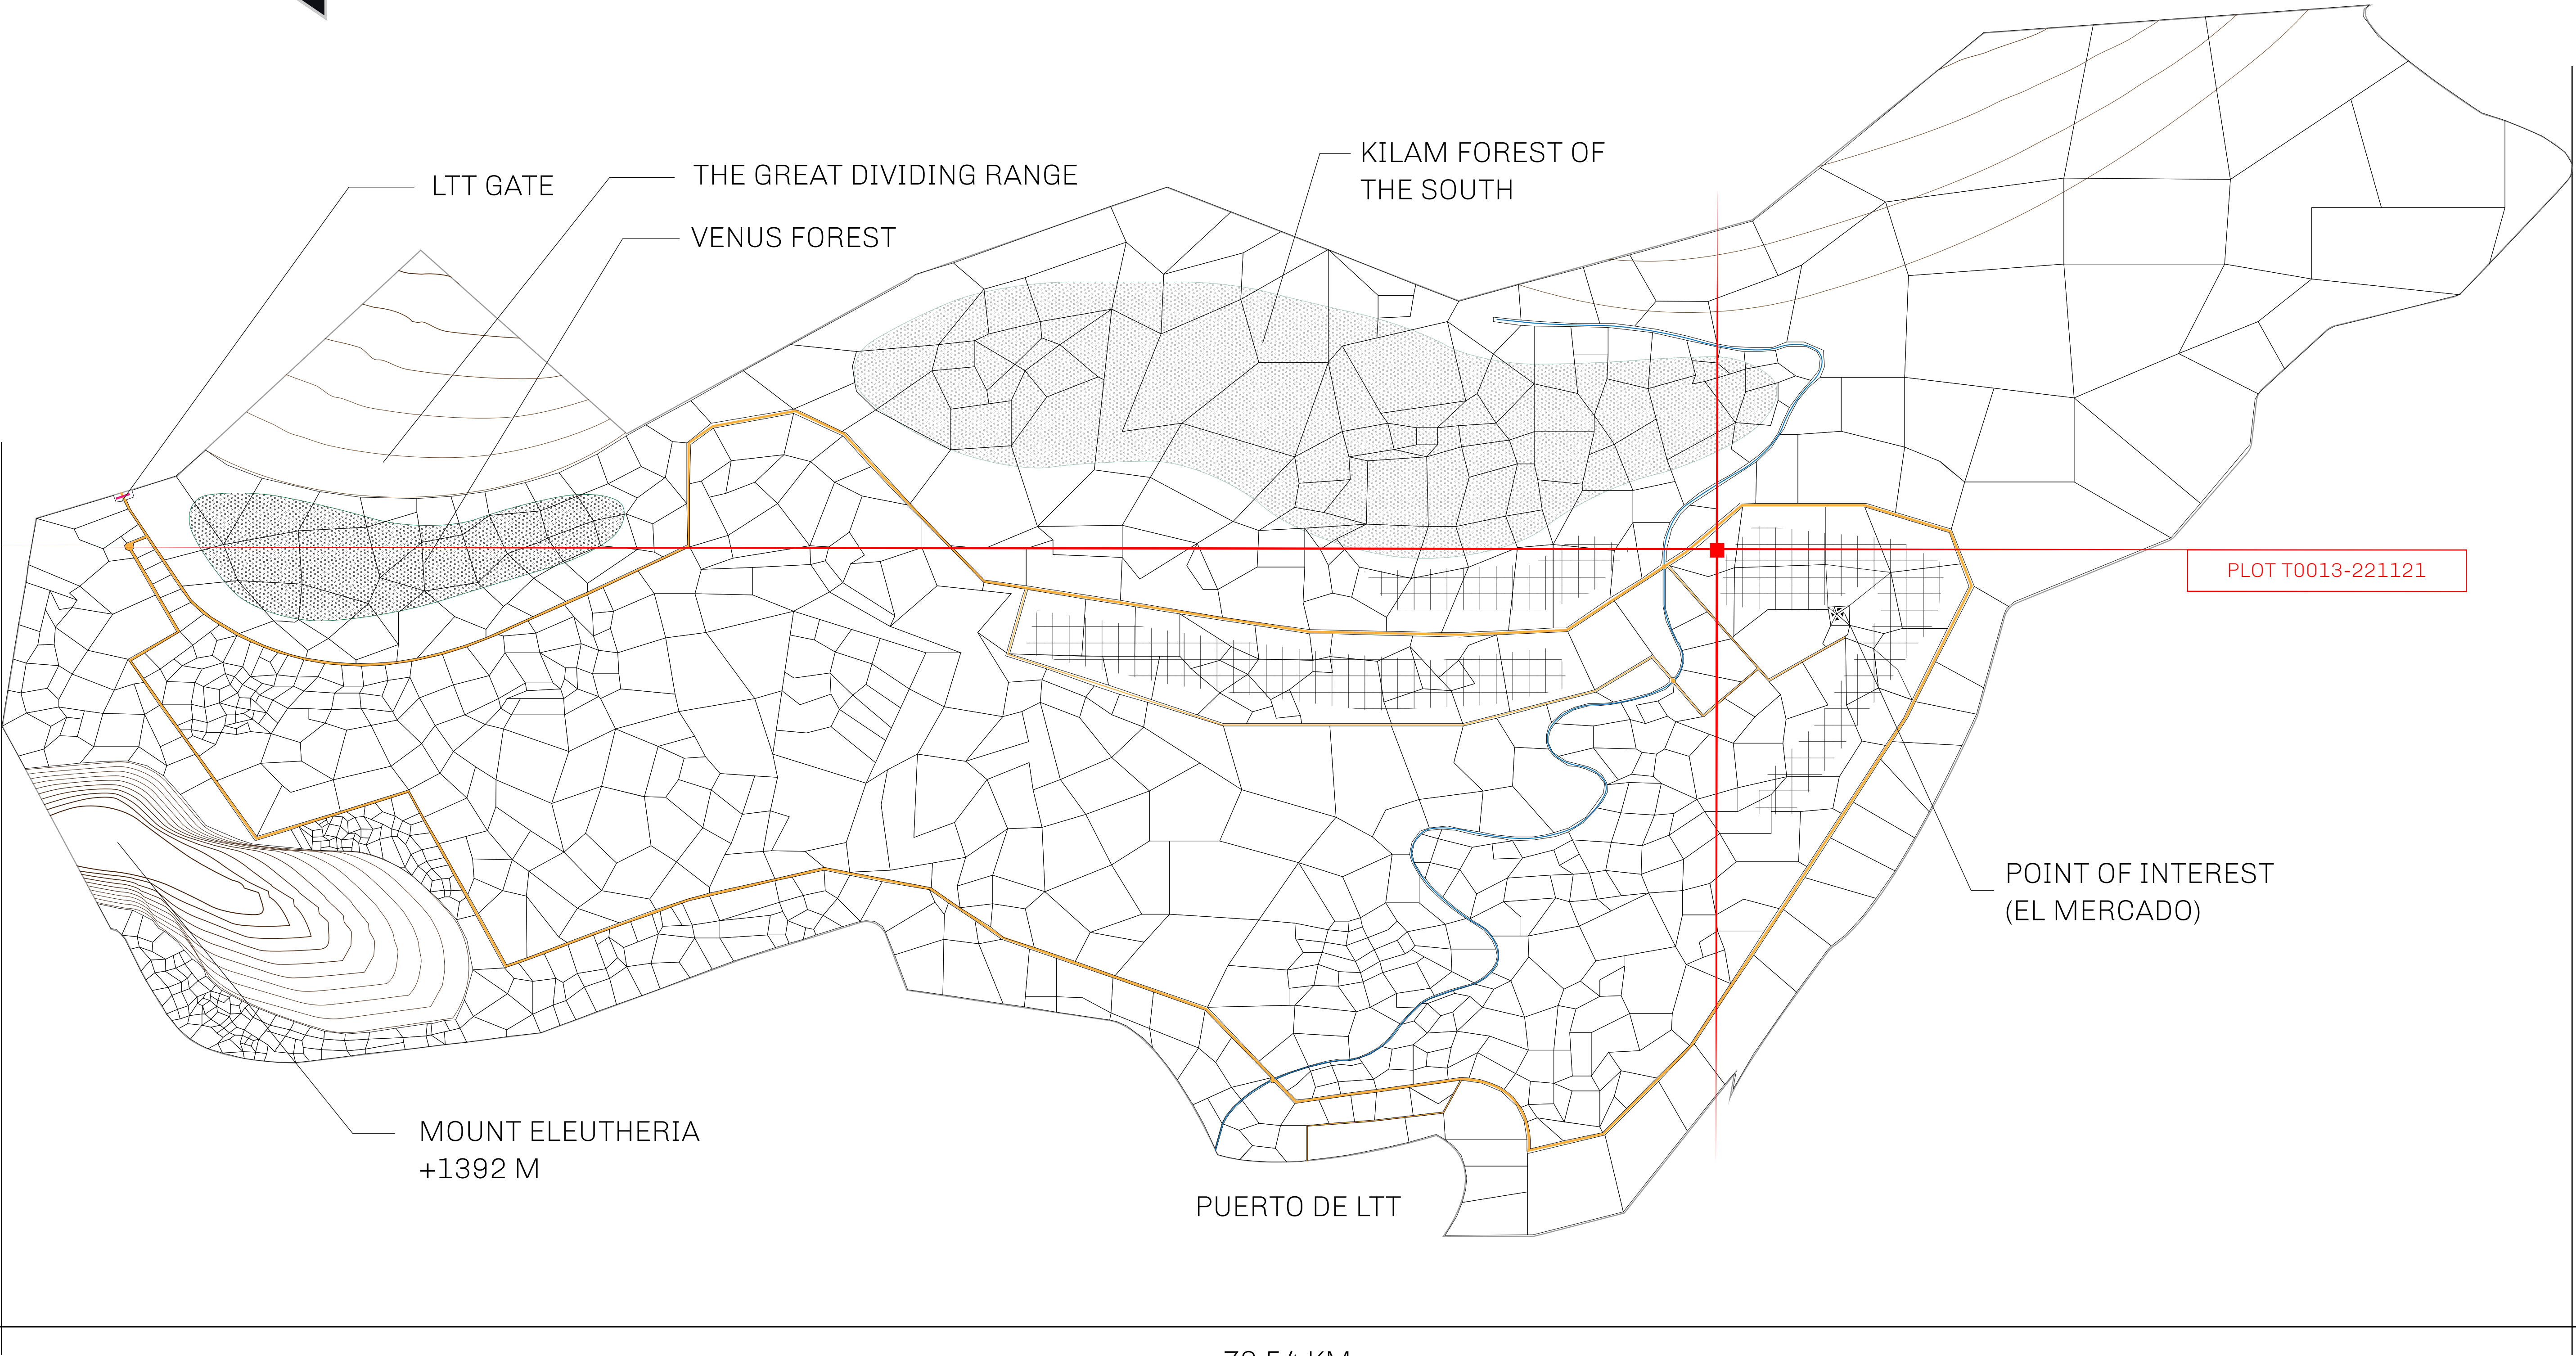 KILAM FOREST OF
THE SOUTH
LTT GATE
THE GREAT DIVIDING RANGE
VENUS FOREST
PLOT T0013-221121
POINT OF INTEREST
(EL MERCADO)
MOUNT ELEUTHERIA
+1392 M
PUERTO DE LTT